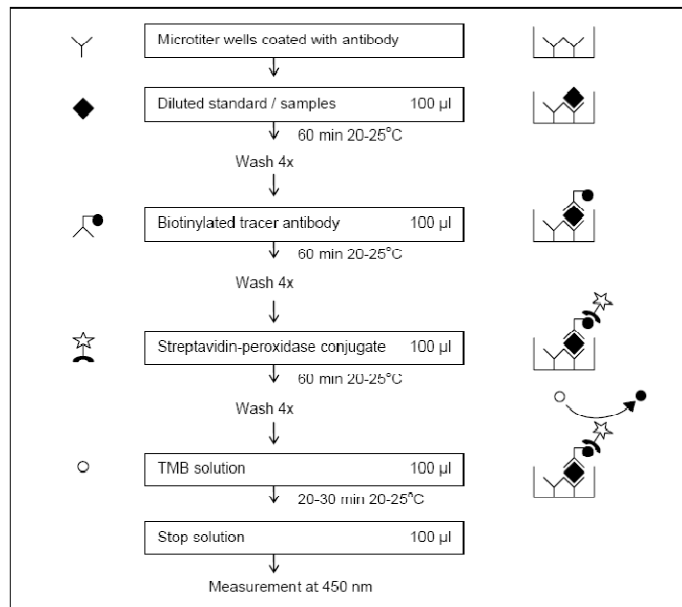 Microtiter wells coated with antibody
Diluted standard / samples 100 µl
60 min 20-25°C
Wash 4x
Biotinylated tracer antibody 100 µl
60 min 20-25°C
Wash 4x
Streptavidin-peroxidase conjugate 100 µl
60 min 20-25°C
Wash 4x
TMB solution 100 µl
20-30 min 20-25°C
Stop solution 100 µl
Measurement at 450 nm